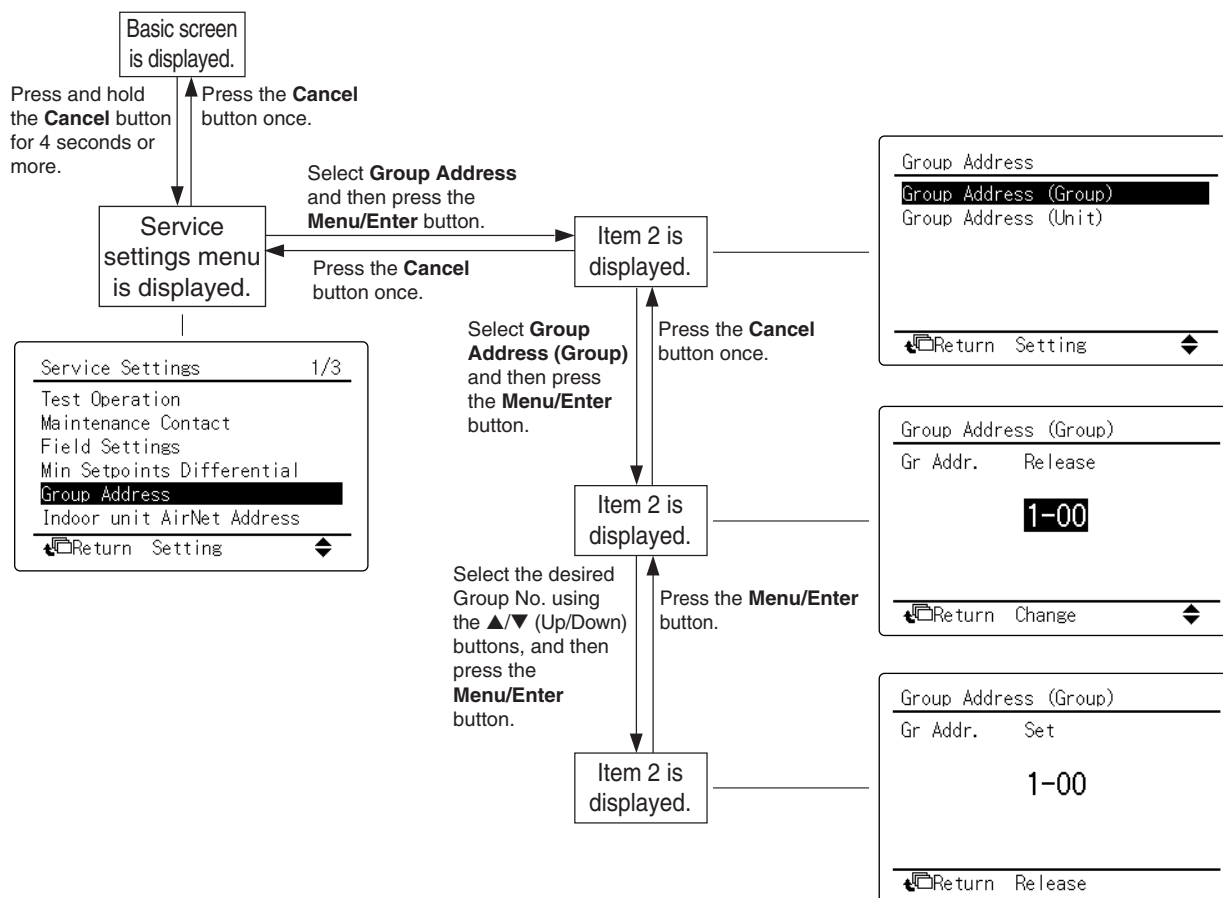 Basic screen
is displayed.
Press and hold
the Cancel button
for 4 seconds or
more.
Press the Cancel
button once.
Service
settings menu
is displayed.
Select Group Address
and then press the
Menu/Enter button.
Press the Cancel
button once.
Item 2 is
displayed.
Group Address
Group Address (Group)
Group Address (Unit)
Return Setting
Service Settings 1/3
Test Operation
Maintenance Contact
Field Settings
Min Setpoints Differential
Group Address
Indoor unit AirNet Address
Return Setting
Select Group
Address (Group)
and then press
the Menu/Enter
button.
Press the Cancel
button once.
Item 2 is
displayed.
Group Address (Group)
Gr Addr. Release
1-00
Return Change
Select the desired
Group No. using
the ▲/▼ (Up/Down)
buttons, and then
press the
Menu/Enter
button.
Press the Menu/Enter
button.
Item 2 is
displayed.
Group Address (Group)
Gr Addr. Set
1-00
Return Release